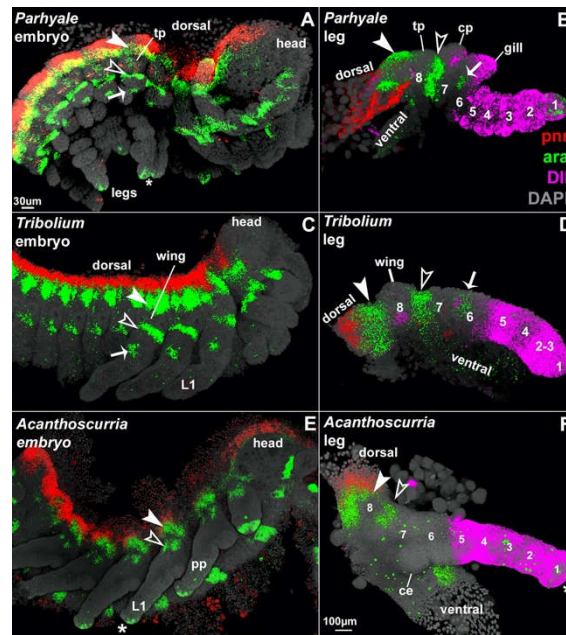 Parhyale
embryo
A
tp
dorsal
head
legs
*
30um
Parhyale
leg
tp
cp
gill
dorsal
8
7
6
5
4
3
2
1
ventral
ara
DAPI
Tribolium
embryo
C
head
dorsal
wing
L1
Tribolium
leg
D
wing
dorsal
8
7
6
5
4
2-3
1
ventral
Acanthoscurria
embryo
E
head
pp
L1
*
Acanthoscurria
leg
dorsal
8
7
6
5
4
3
2
1
*
ce
ventral
100µm